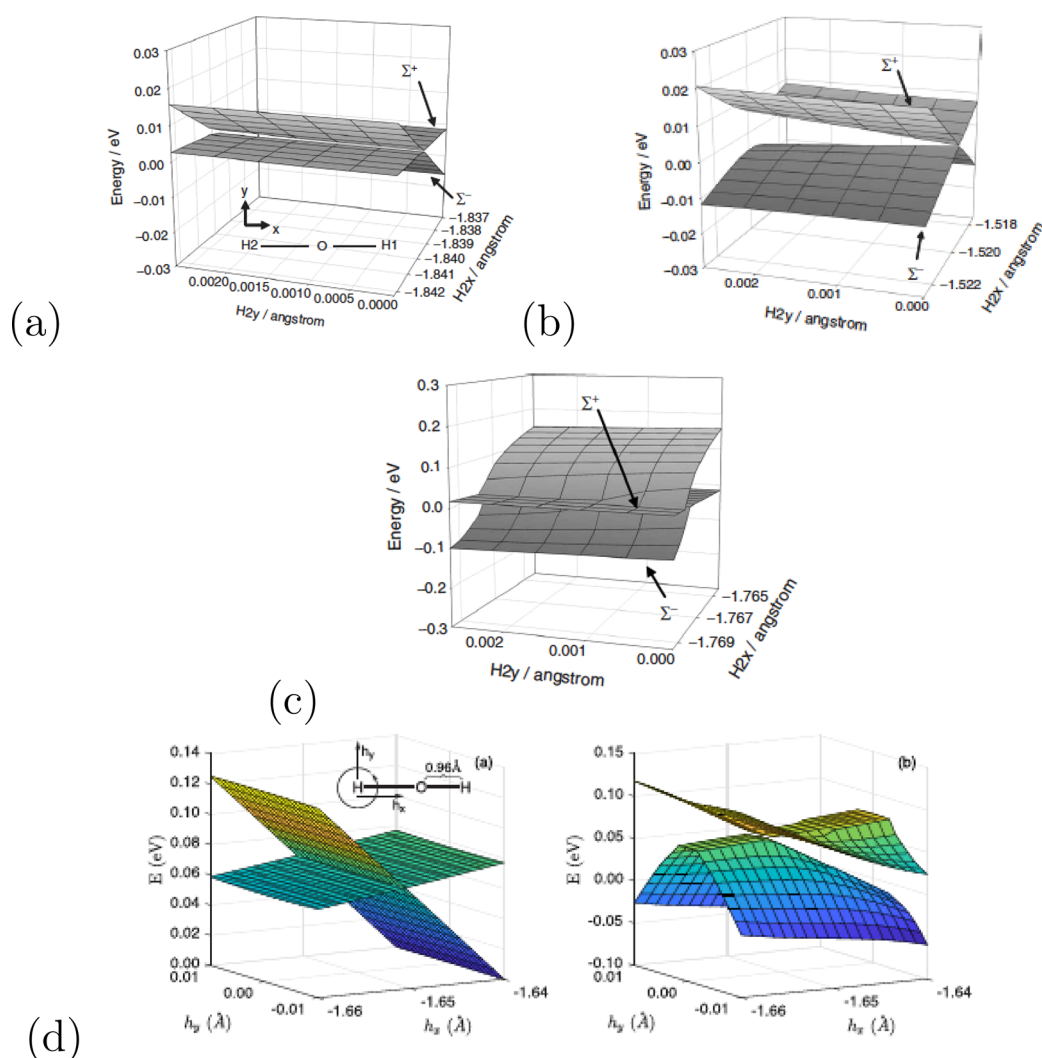 0.03
0.02
0.01
0.00
−0.01
−0.02
−0.03
Energy / eV
Σ+
Σ−
y
x
H2 O H1
0.0020
0.0015
0.0010
0.0005
0.0000
H2y / angstrom
−1.837
−1.838
−1.839
−1.840
−1.841
−1.842
H2x / angstrom
(a)
0.03
0.02
0.01
0.00
−0.01
−0.02
−0.03
Energy / eV
Σ+
Σ−
0.002
0.001
0.000
H2y / angstrom
−1.518
−1.520
−1.522
H2x / angstrom
(b)
0.3
0.2
0.1
0.0
−0.1
−0.2
−0.3
Energy / eV
Σ+
Σ−
0.002
0.001
0.000
H2y / angstrom
−1.765
−1.767
−1.769
H2x / angstrom
(c)
0.14
0.12
0.10
0.08
0.06
0.04
0.02
0.00
E (eV)
(a)
hy
0.96Å
H O H
hx
0.01
0.00
-0.01
hy (Å)
-1.66
-1.65
-1.64
hx (Å)
0.15
0.10
0.05
0.00
-0.05
-0.10
E (eV)
(b)
0.01
0.00
-0.01
hy (Å)
-1.66
-1.65
-1.64
hx (Å)
(d)